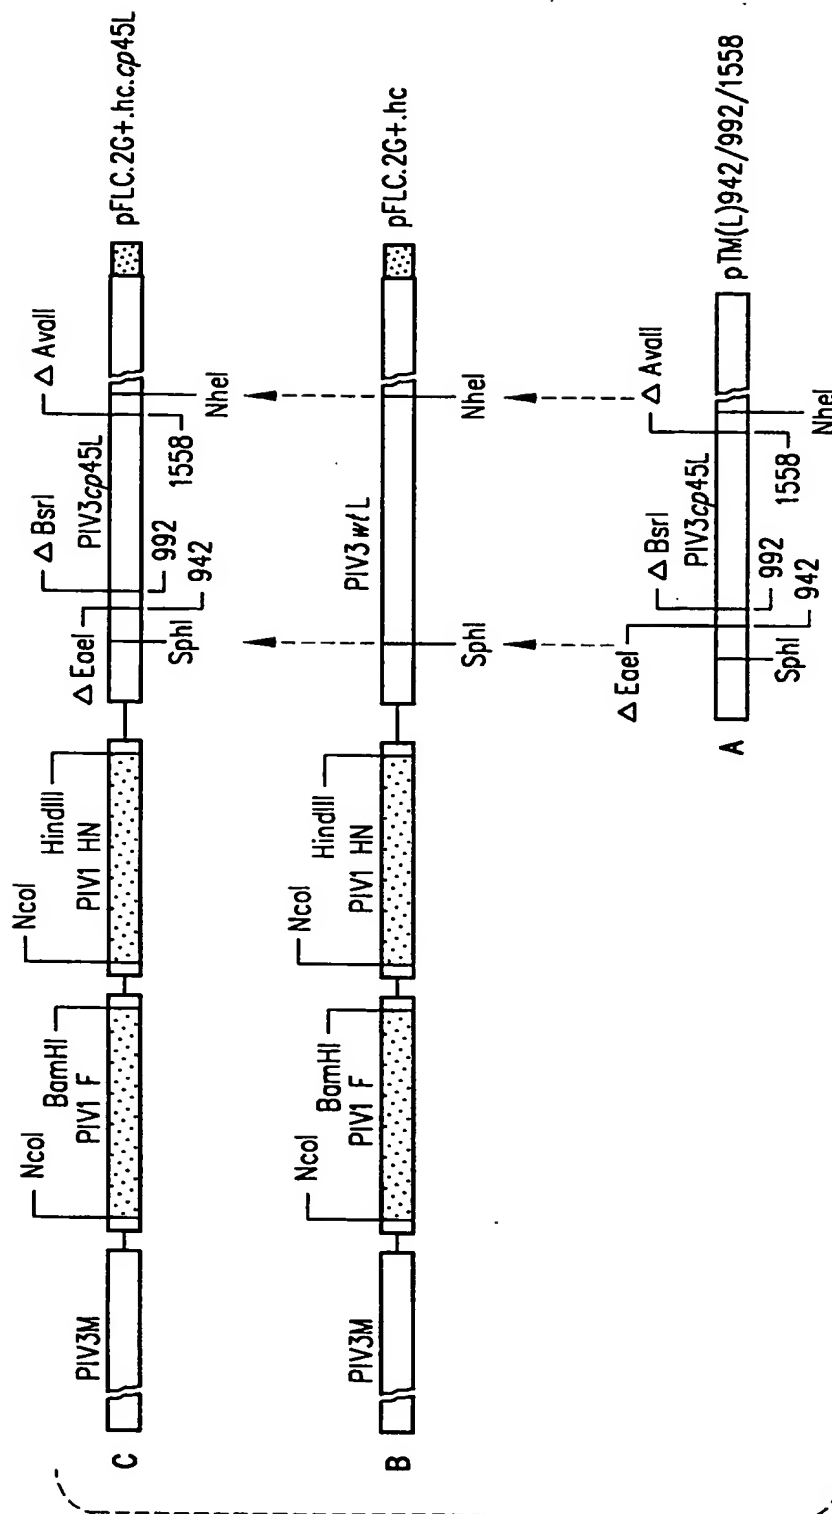 C
PIV3M
NcoI
BamHI
PIV1 F
NcoI
HindIII
PIV1 HN
Δ EaeI
SphI
942
992
Δ BsrI
PIV3cp45L
1558
Δ AvaII
NheI
pFLC.2G+.hc.cp45L
B
PIV3M
NcoI
BamHI
PIV1 F
NcoI
HindIII
PIV1 HN
SphI
PIV3 wt L
NheI
pFLC.2G+.hc
A
Δ EaeI
SphI
942
992
Δ BsrI
PIV3cp45L
1558
Δ AvaII
NheI
pTM(L)942/992/1558